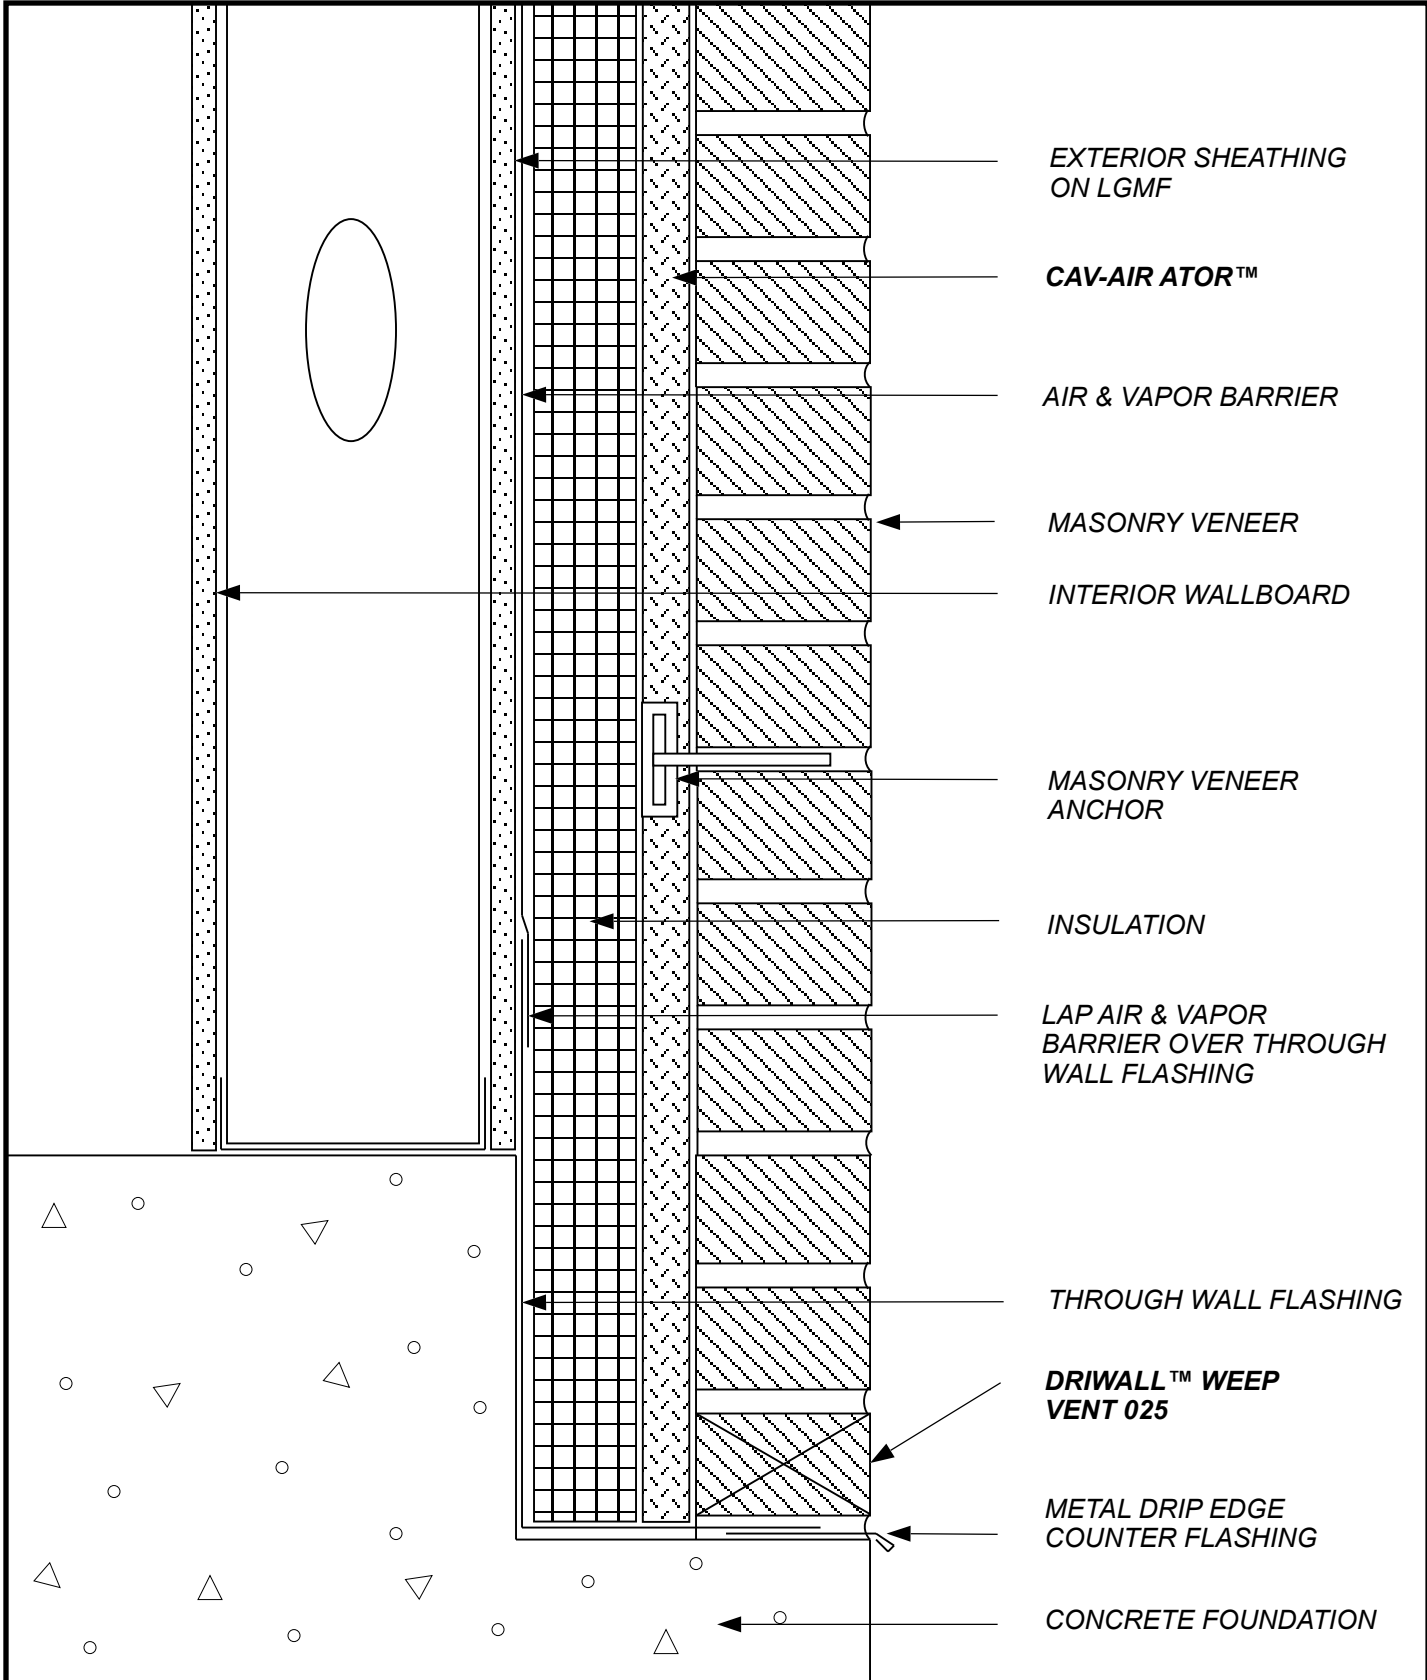 EXTERIOR SHEATHING
ON LGMF
CAV-AIR ATOR™
AIR & VAPOR BARRIER
MASONRY VENEER
INTERIOR WALLBOARD
MASONRY VENEER
ANCHOR
INSULATION
LAP AIR & VAPOR
BARRIER OVER THROUGH
WALL FLASHING
THROUGH WALL FLASHING
DRIWALL™ WEEP
VENT 025
METAL DRIP EDGE
COUNTER FLASHING
CONCRETE FOUNDATION